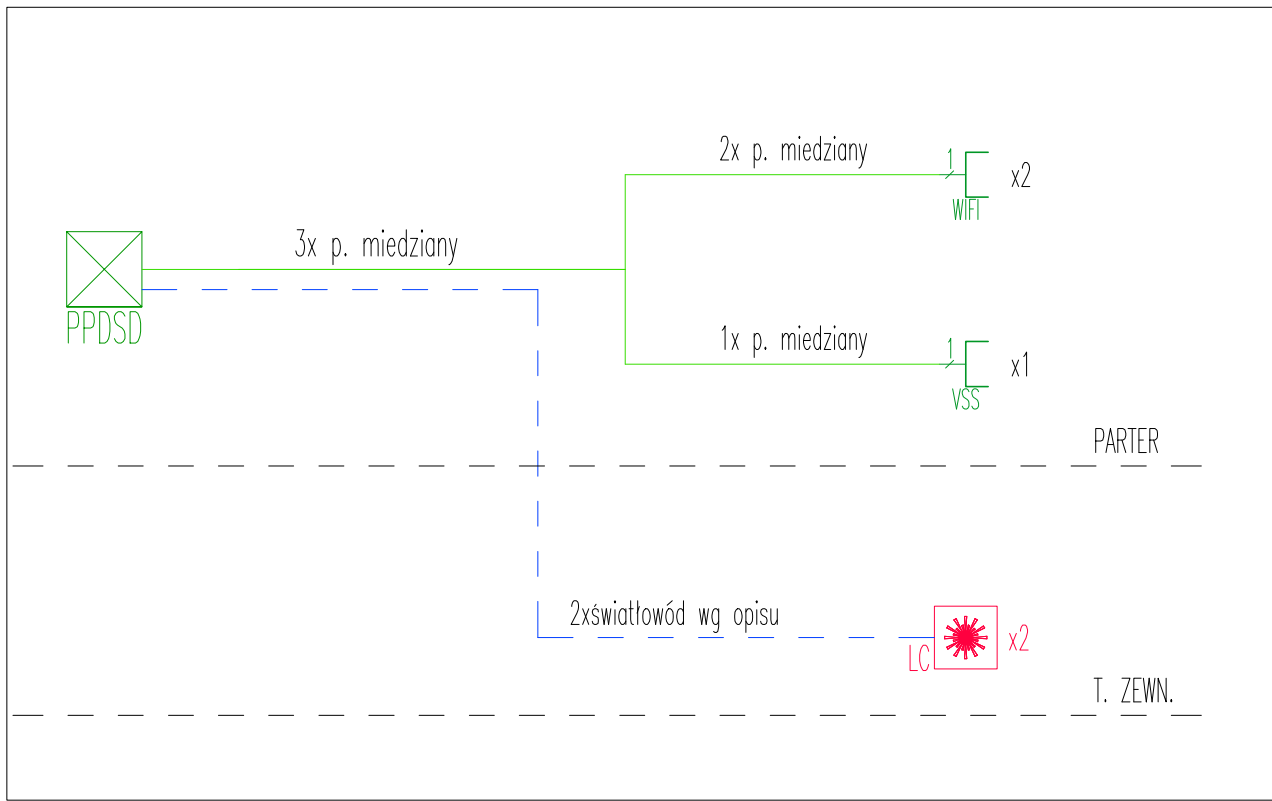 2x p. miedziany
1
x2
WIFI
3x p. miedziany
PPDSD
1x p. miedziany
1
x1
VSS
PARTER
2xświatłowód wg opisu
LC
x2
T. ZEWN.